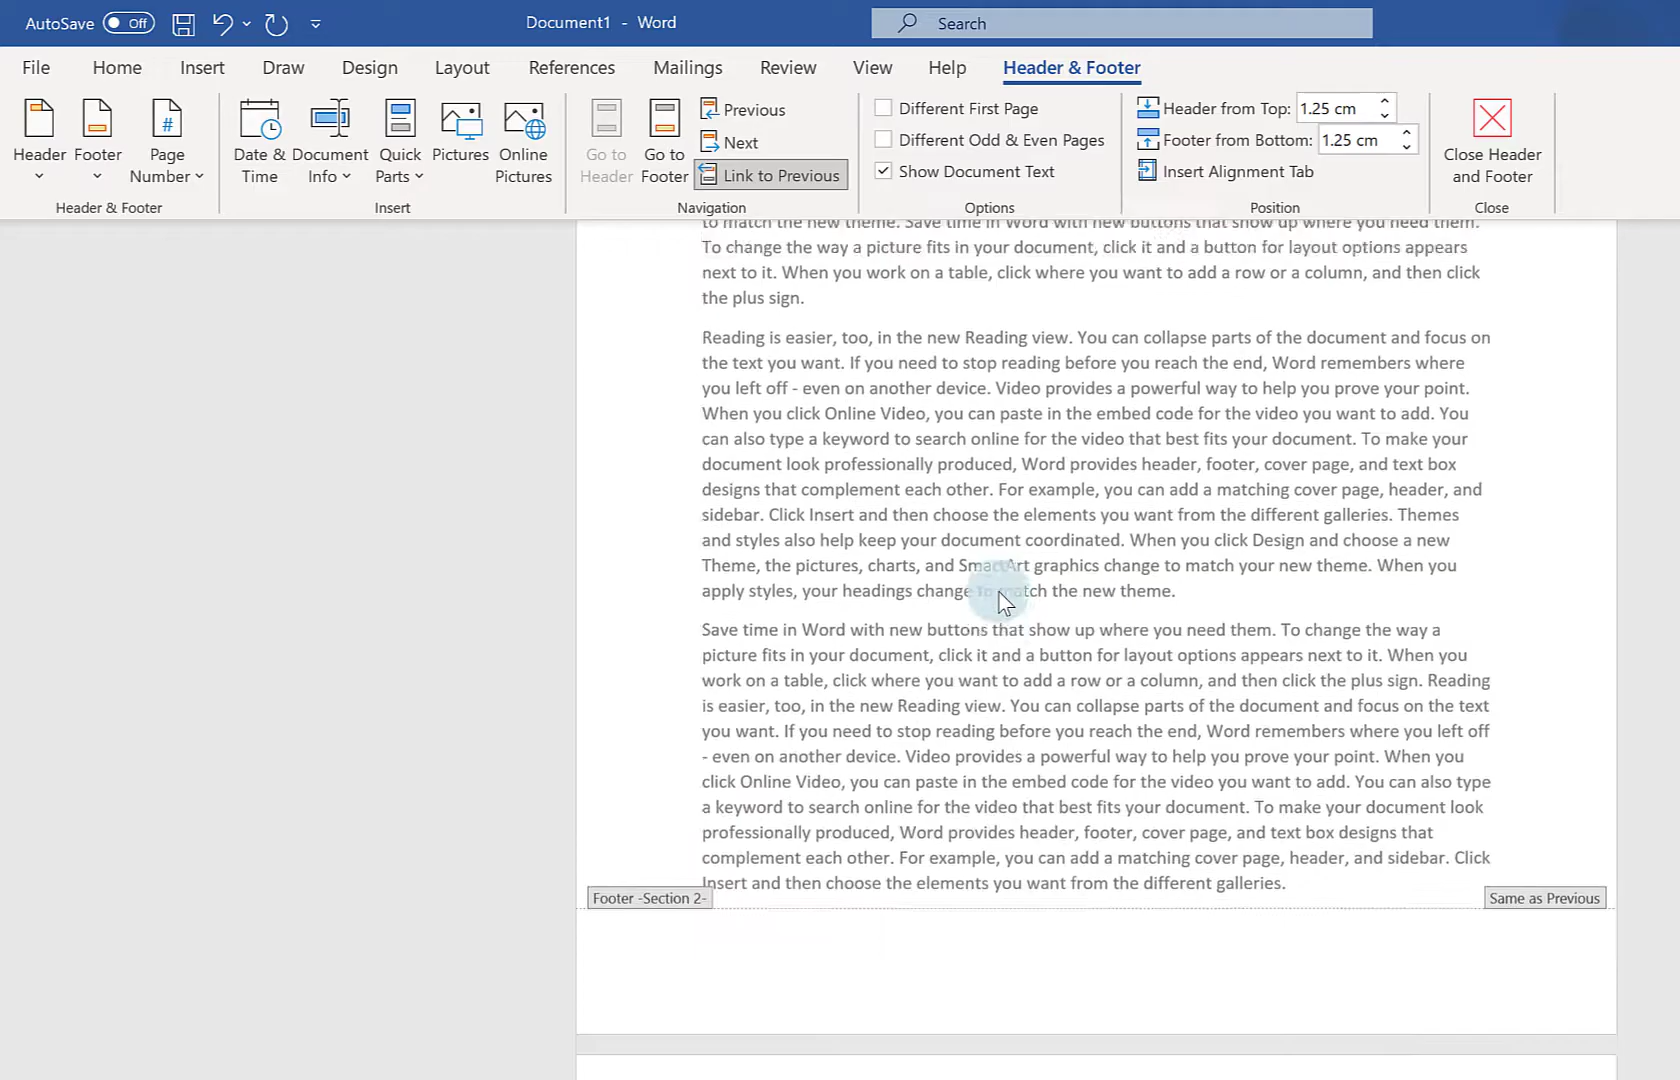 AutoSave Off Document1 - Word Search
File Home Insert Draw Design Layout References Mailings Review View Help Header & Footer
Header
Footer
Page
Number
Header & Footer
Date &
Time
Document
Info
Quick
Parts
Pictures
Online
Pictures
Insert
Go to
Header
Go to
Footer
Previous
Next
Link to Previous
Navigation
Different First Page
Different Odd & Even Pages
Show Document Text
Options
Header from Top: 1.25 cm
Footer from Bottom: 1.25 cm
Insert Alignment Tab
Position
Close Header
and Footer
Close
to match the new theme. Save time in Word with new buttons that show up where you need them.
To change the way a picture fits in your document, click it and a button for layout options appears
next to it. When you work on a table, click where you want to add a row or a column, and then click
the plus sign.
Reading is easier, too, in the new Reading view. You can collapse parts of the document and focus on
the text you want. If you need to stop reading before you reach the end, Word remembers where
you left off - even on another device. Video provides a powerful way to help you prove your point.
When you click Online Video, you can paste in the embed code for the video you want to add. You
can also type a keyword to search online for the video that best fits your document. To make your
document look professionally produced, Word provides header, footer, cover page, and text box
designs that complement each other. For example, you can add a matching cover page, header, and
sidebar. Click Insert and then choose the elements you want from the different galleries. Themes
and styles also help keep your document coordinated. When you click Design and choose a new
Theme, the pictures, charts, and SmartArt graphics change to match your new theme. When you
apply styles, your headings change to match the new theme.
Save time in Word with new buttons that show up where you need them. To change the way a
picture fits in your document, click it and a button for layout options appears next to it. When you
work on a table, click where you want to add a row or a column, and then click the plus sign. Reading
is easier, too, in the new Reading view. You can collapse parts of the document and focus on the text
you want. If you need to stop reading before you reach the end, Word remembers where you left off
- even on another device. Video provides a powerful way to help you prove your point. When you
click Online Video, you can paste in the embed code for the video you want to add. You can also type
a keyword to search online for the video that best fits your document. To make your document look
professionally produced, Word provides header, footer, cover page, and text box designs that
complement each other. For example, you can add a matching cover page, header, and sidebar. Click
Insert and then choose the elements you want from the different galleries.
Footer -Section 2- Same as Previous